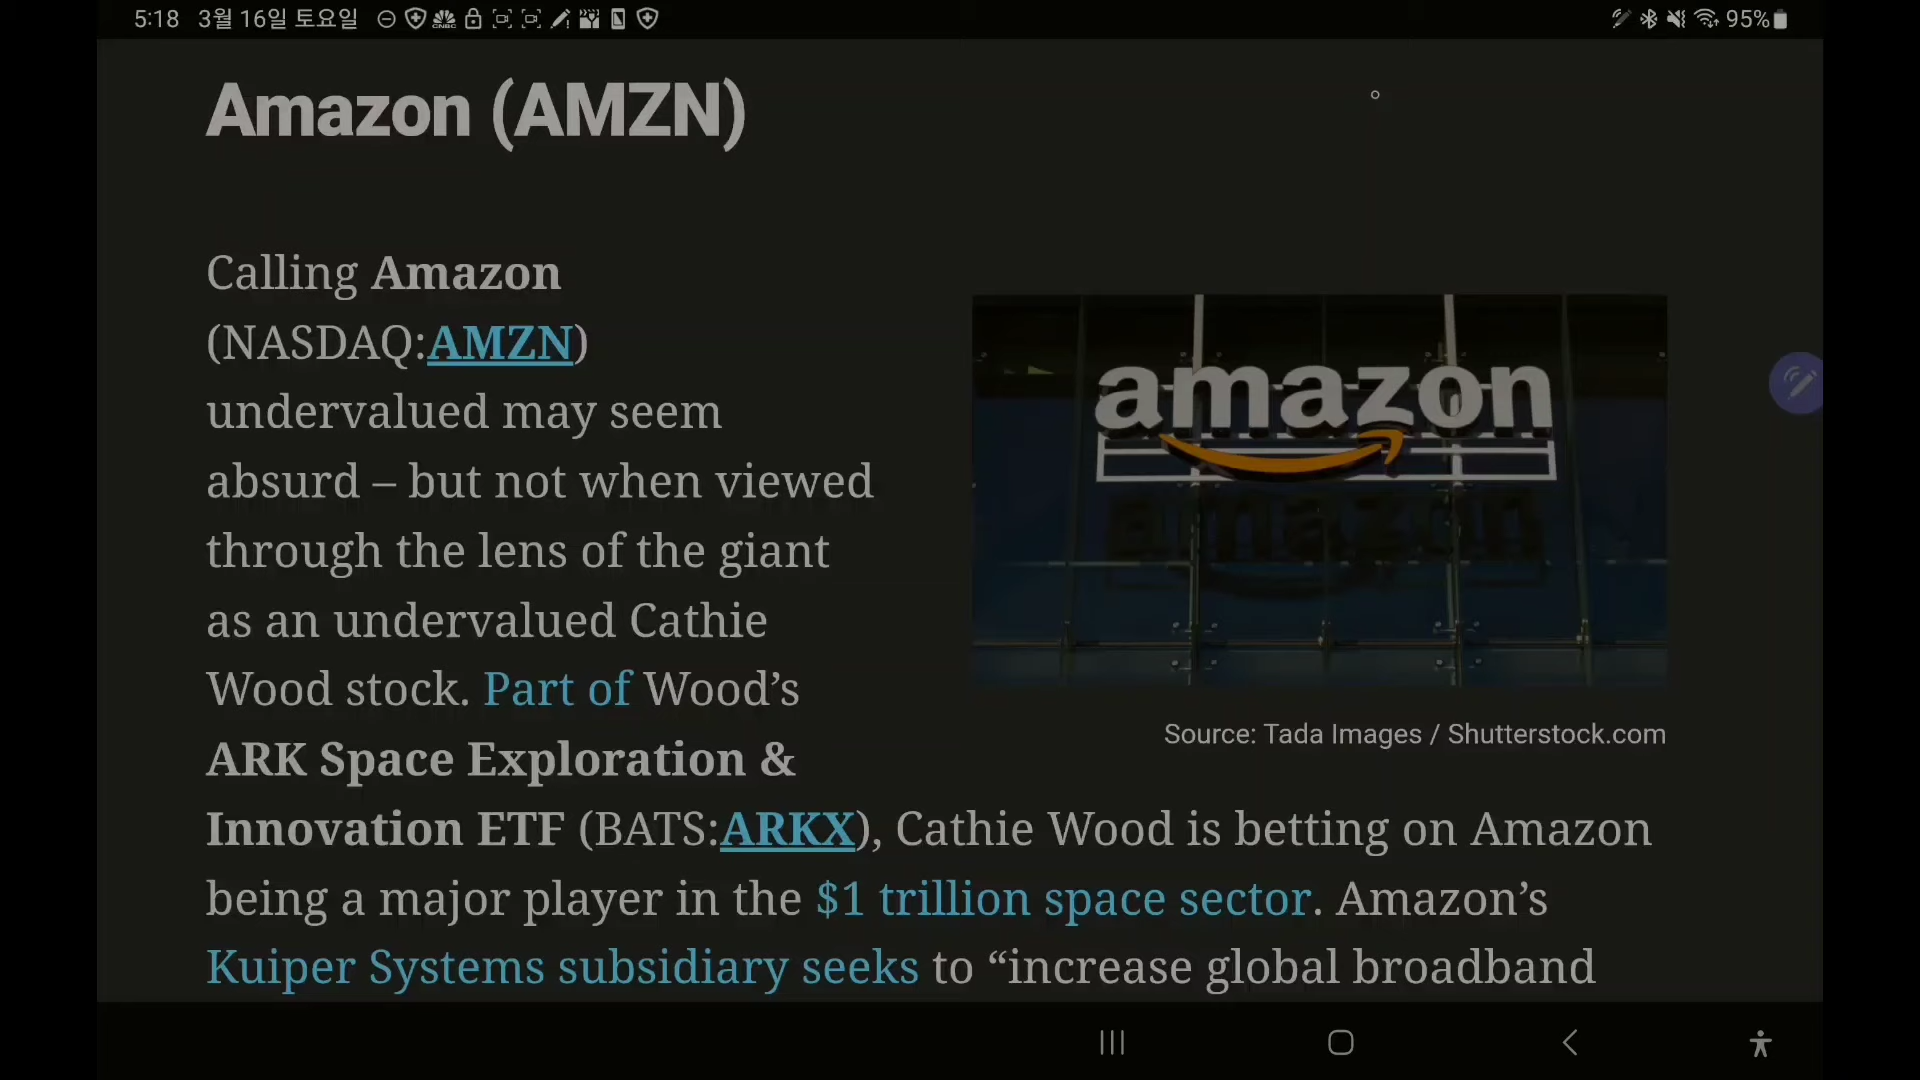 5:18 3월 16일 토요일
95%
Amazon (AMZN)
Calling Amazon
(NASDAQ:AMZN)
undervalued may seem
absurd – but not when viewed
through the lens of the giant
as an undervalued Cathie
Wood stock. Part of Wood’s
ARK Space Exploration &
Innovation ETF (BATS:ARKX), Cathie Wood is betting on Amazon
being a major player in the $1 trillion space sector. Amazon’s
Kuiper Systems subsidiary seeks to “increase global broadband
amazon
Source: Tada Images / Shutterstock.com